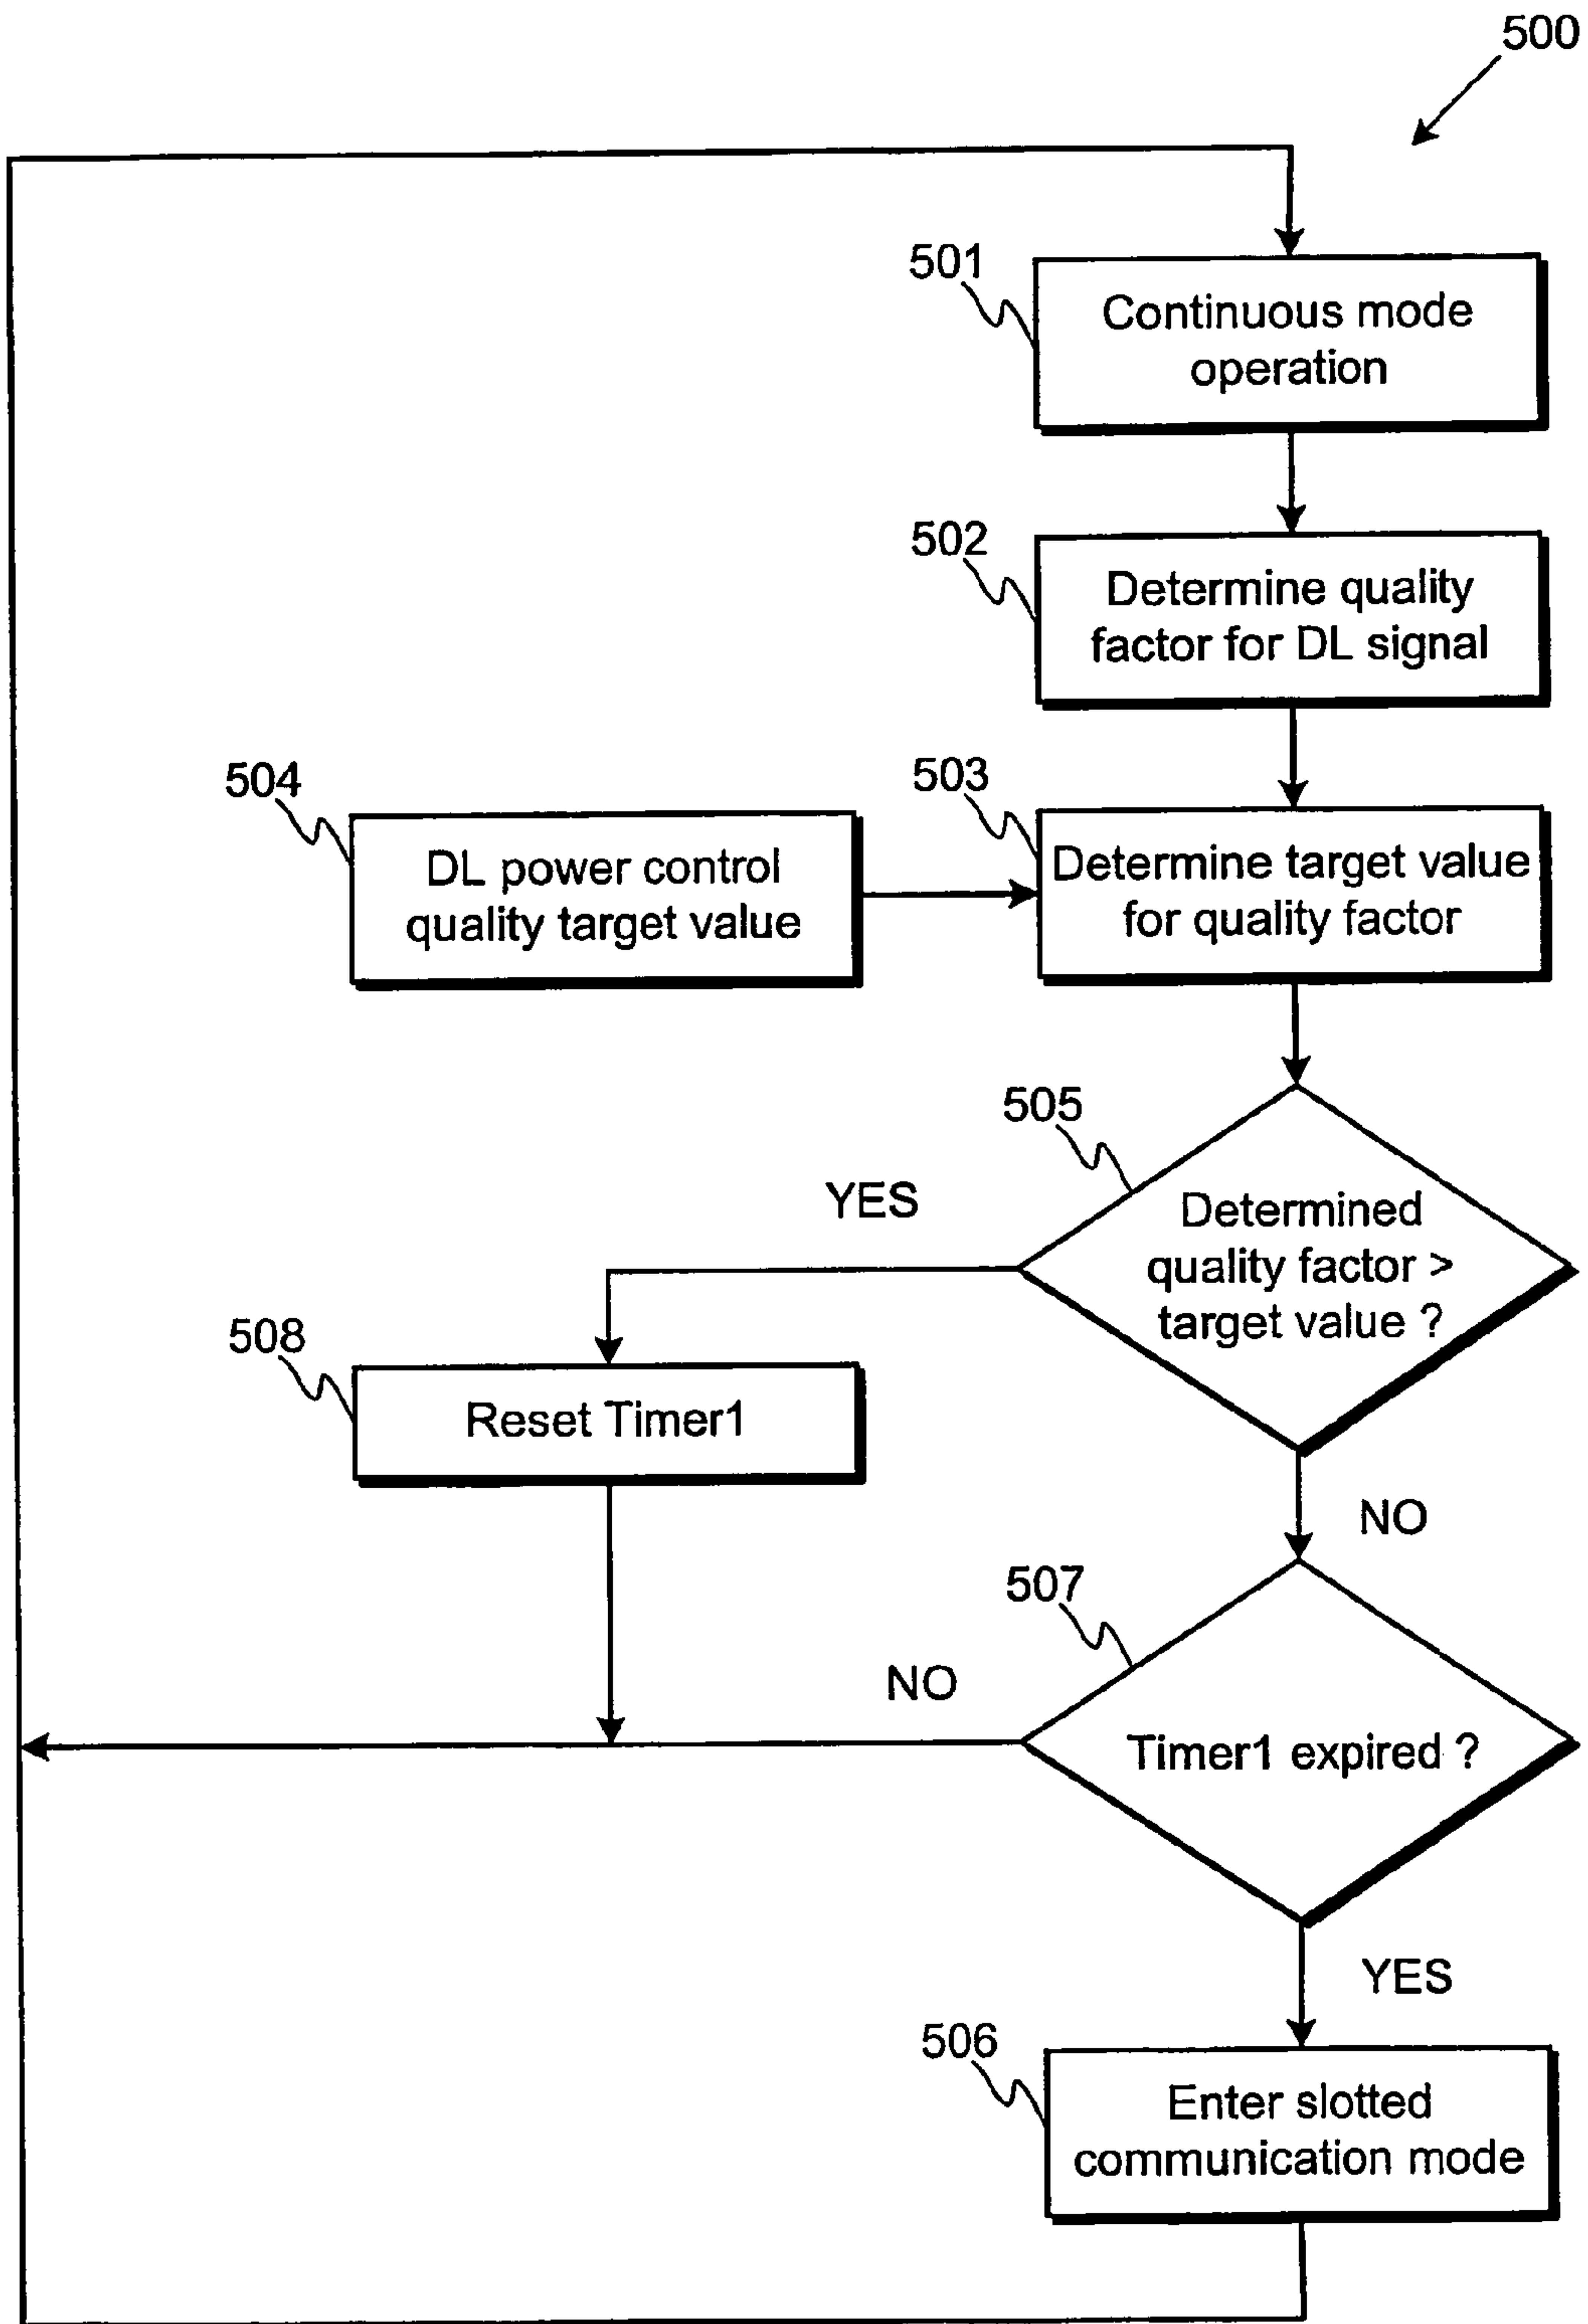 500
501
Continuous mode
operation
502
Determine quality
factor for DL signal
504
DL power control
quality target value
503
Determine target value
for quality factor
505
Determined
quality factor >
target value ?
YES
508
Reset Timer1
NO
507
Timer1 expired ?
NO
YES
506
Enter slotted
communication mode